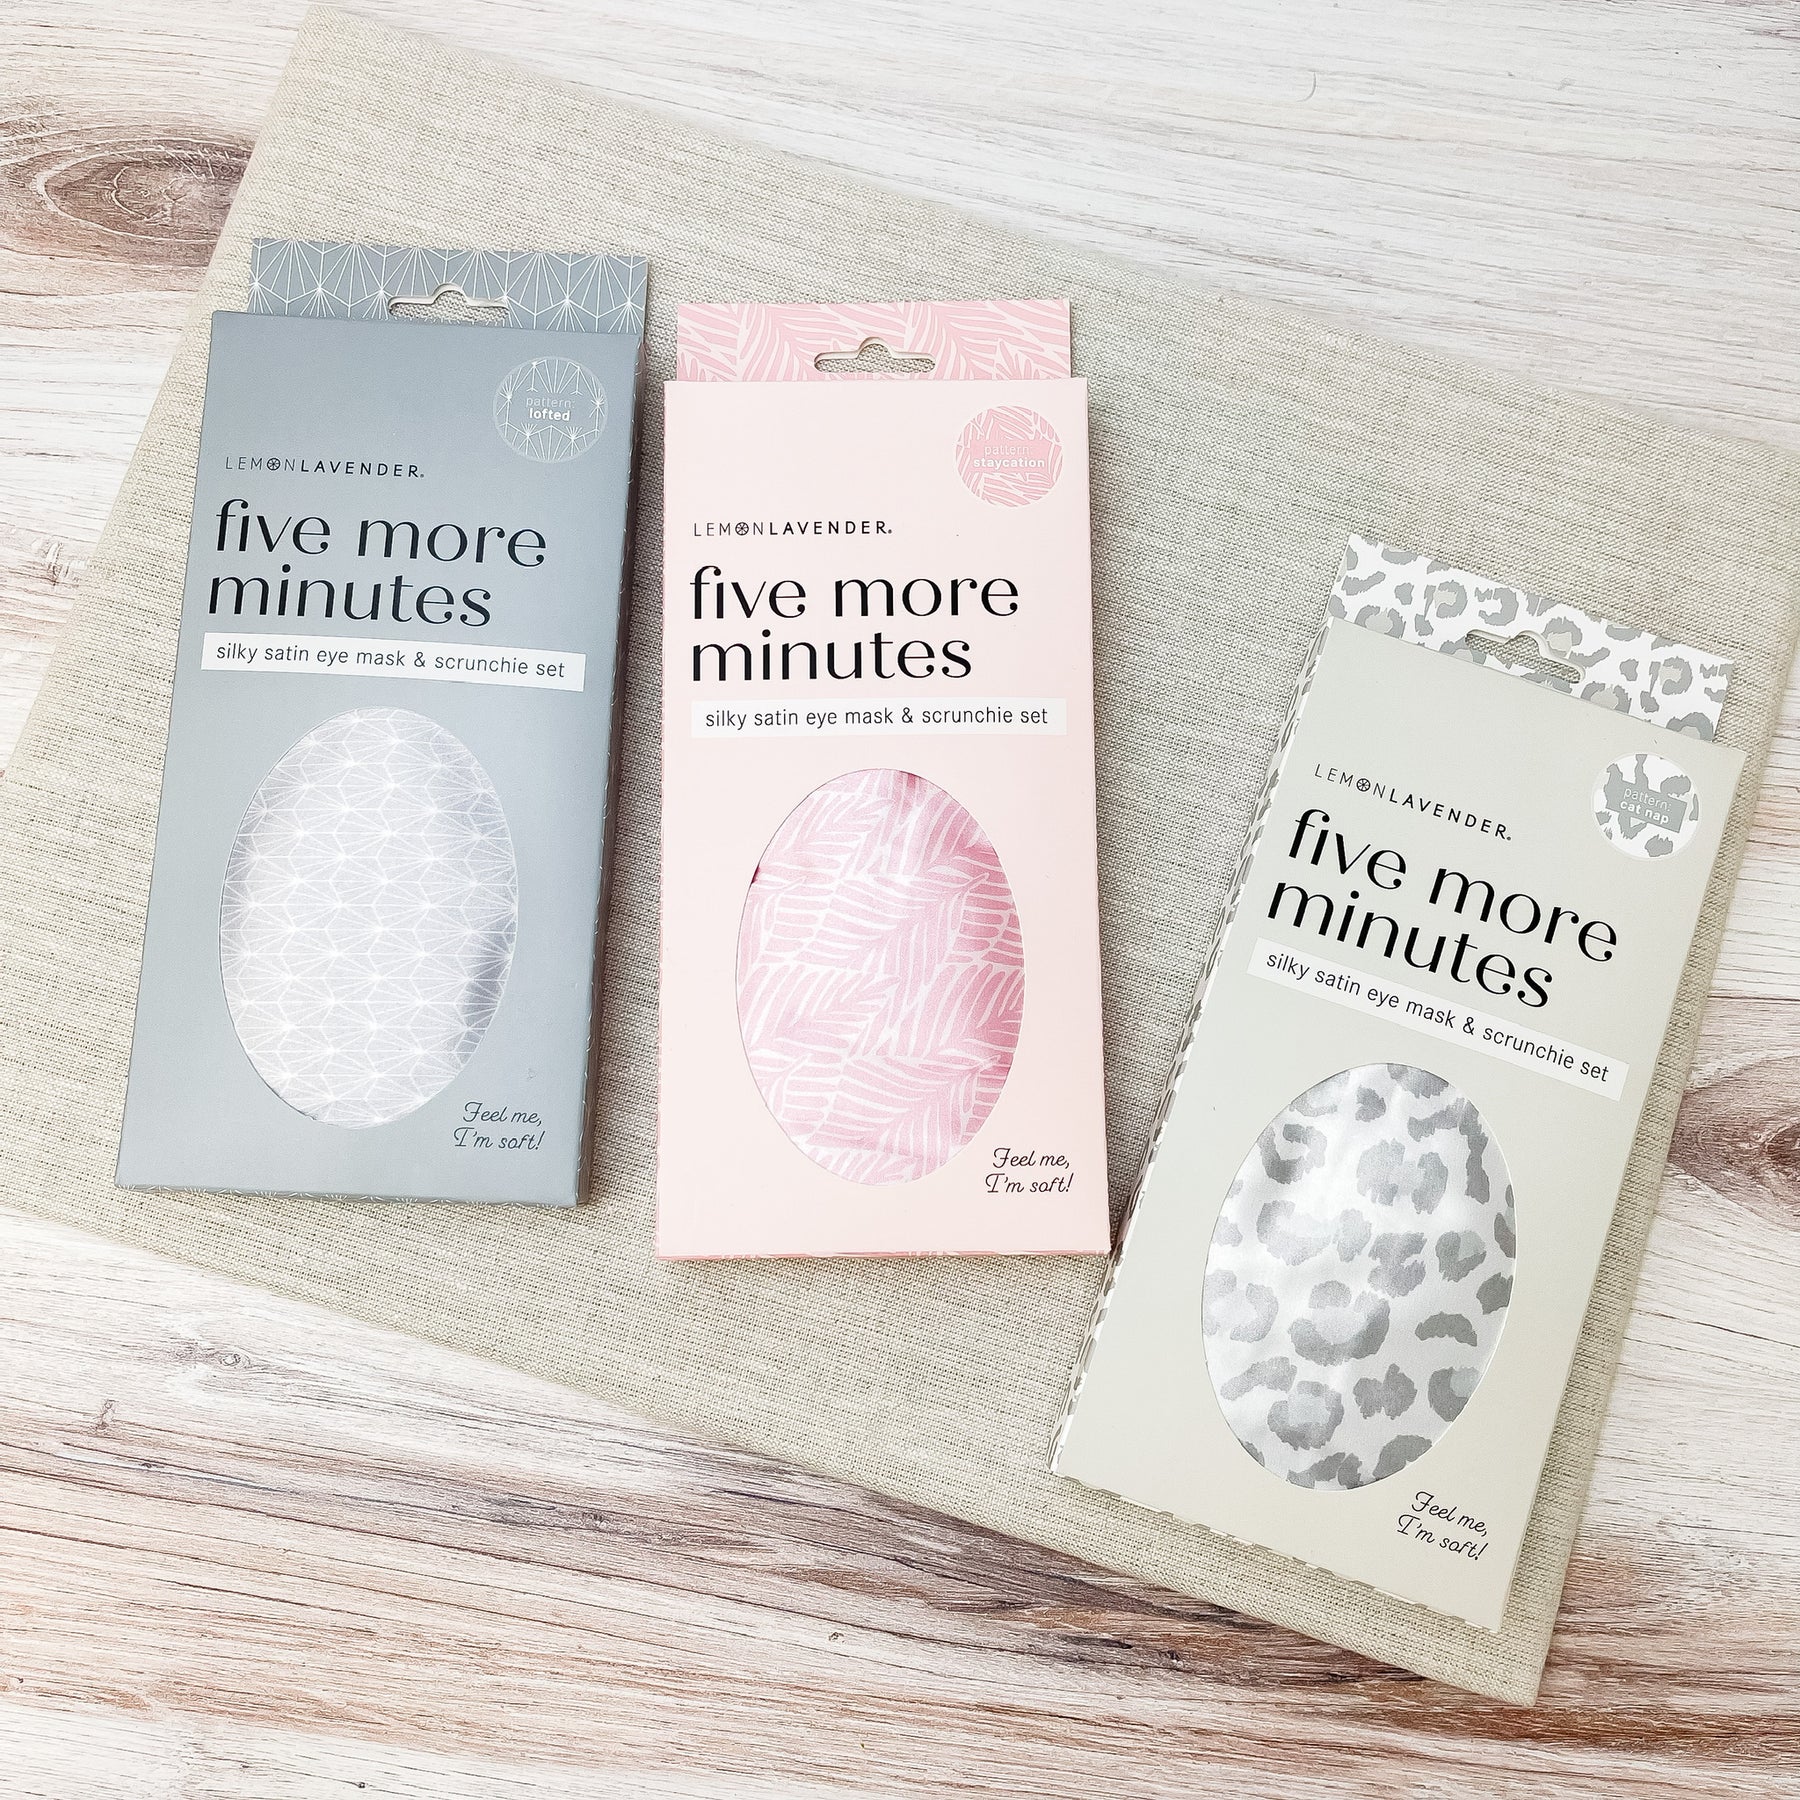 pattern:
lofted
LEMONLAVENDER®
five more
minutes
silky satin eye mask & scrunchie set
Feel me,
I'm soft!
pattern:
staycation
LEMONLAVENDER®
five more
minutes
silky satin eye mask & scrunchie set
Feel me,
I'm soft!
pattern:
cat nap
LEMONLAVENDER®
five more
minutes
silky satin eye mask & scrunchie set
Feel me,
I'm soft!